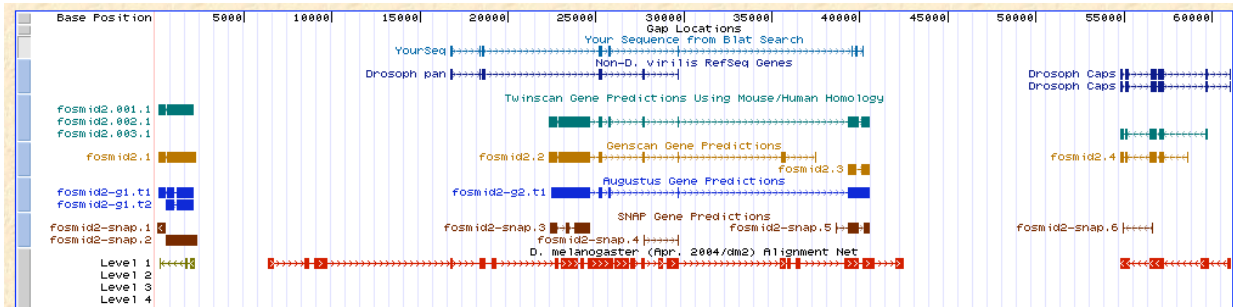 Base Position 5000 10000 15000 20000 25000 30000 35000 40000 45000 50000 55000 60000
Gap Locations
Your Sequence from Blat Search
YourSeq
Non-D. virilis RefSeq Genes
Drosoph pan Drosoph Caps
Drosoph Caps
Twinscan Gene Predictions Using Mouse/Human Homology
fosmid2.001.1
fosmid2.002.1
fosmid2.003.1
Genscan Gene Predictions
fosmid2.1 fosmid2.2 fosmid2.4
fosmid2.3
Augustus Gene Predictions
fosmid2-g1.t1 fosmid2-g2.t1
fosmid2-g1.t2
SNAP Gene Predictions
fosmid2-snap.1 fosmid2-snap.3 fosmid2-snap.5 fosmid2-snap.6
fosmid2-snap.2 fosmid2-snap.4
D. melanogaster (Apr. 2004/dm2) Alignment Net
Level 1
Level 2
Level 3
Level 4